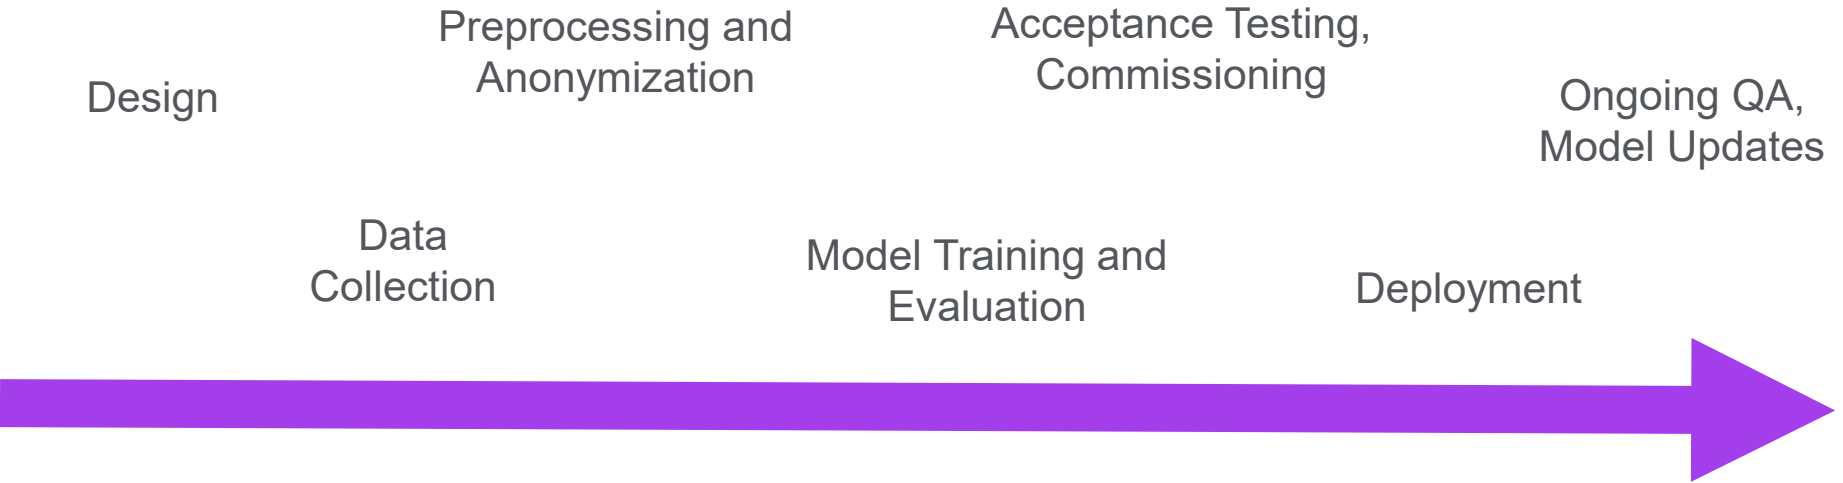 Design
Data
Collection
Preprocessing and
Anonymization
Model Training and
Evaluation
Acceptance Testing,
Commissioning
Deployment
Ongoing QA,
Model Updates